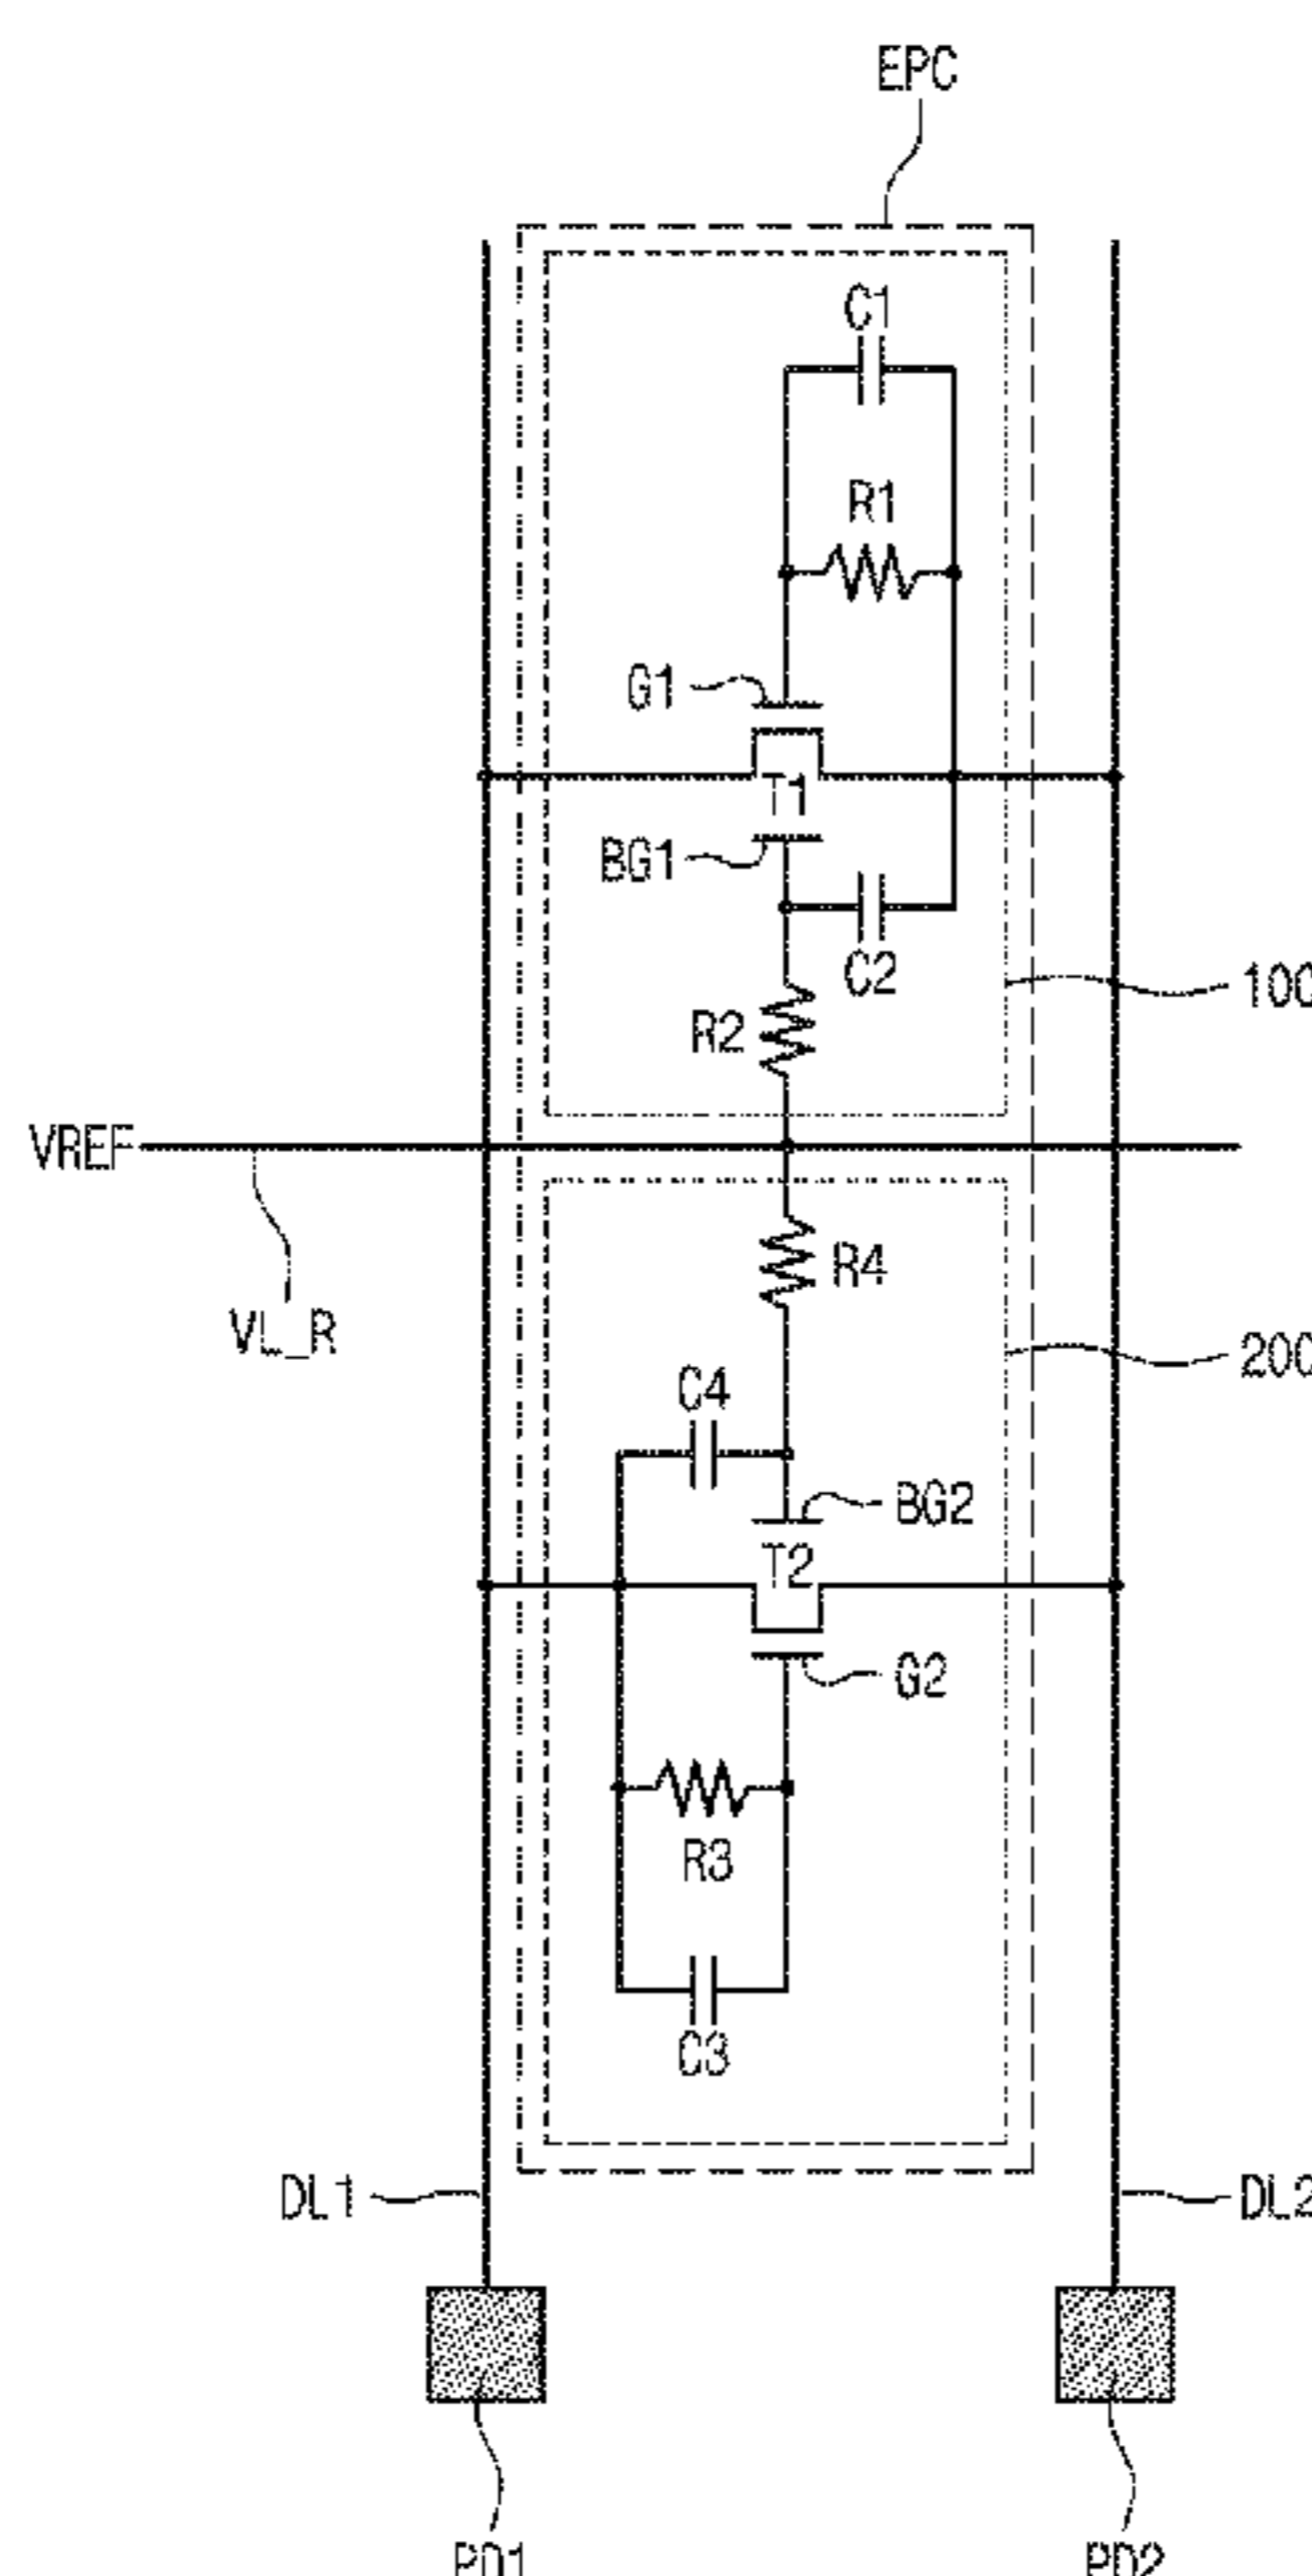 EPC
C1
R1
G1
T1
BG1
C2
100
R2
VREF
R4
VL_R
200
C4
BG2
T2
G2
R3
C3
DL1
DL2
PD1
PD2